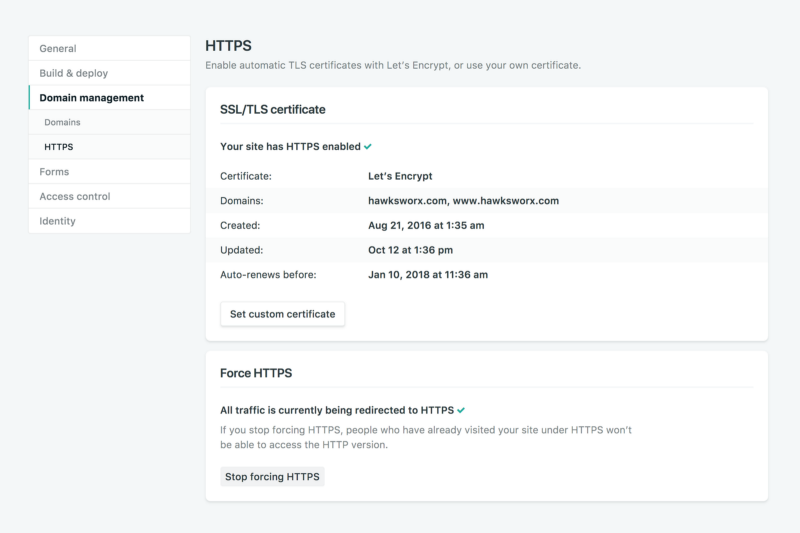 General
Build & deploy
Domain management
Domains
HTTPS
Forms
Access control
Identity
HTTPS
Enable automatic TLS certificates with Let's Encrypt, or use your own certificate.
SSL/TLS certificate
Your site has HTTPS enabled
Certificate: Let’s Encrypt
Domains: hawksworx.com, www.hawksworx.com
Created: Aug 21, 2016 at 1:35 am
Updated: Oct 12 at 1:36 pm
Auto-renews before: Jan 10, 2018 at 11:36 am
Set custom certificate
Force HTTPS
All traffic is currently being redirected to HTTPS
If you stop forcing HTTPS, people who have already visited your site under HTTPS won't
be able to access the HTTP version.
Stop forcing HTTPS